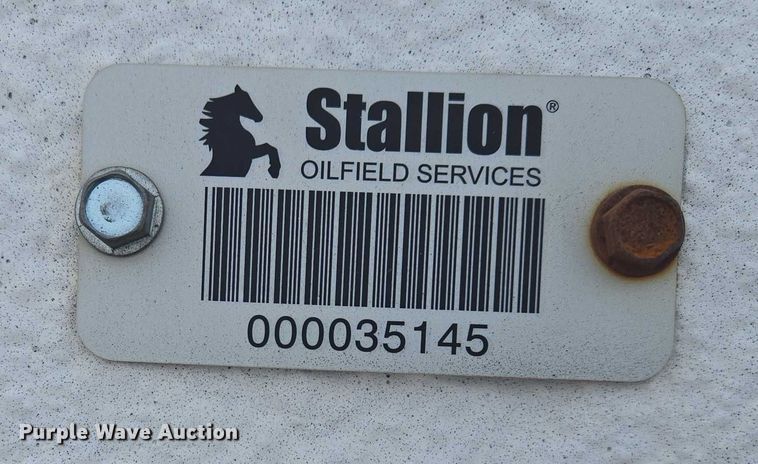 Stallion®
OILFIELD SERVICES
000035145
Purple Wave Auction